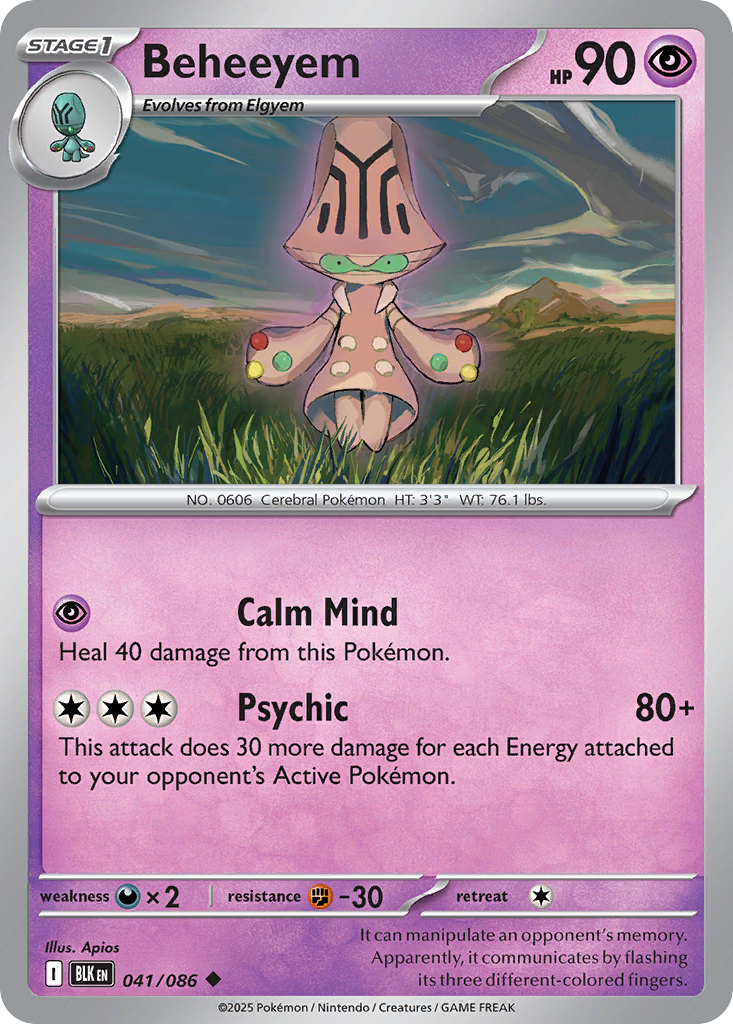 STAGE 1
Beheeyem
HP 90
Evolves from Elgyem
NO. 0606 Cerebral Pokémon HT: 3'3" WT: 76.1 lbs.
Calm Mind
Heal 40 damage from this Pokémon.
Psychic 80+
This attack does 30 more damage for each Energy attached
to your opponent's Active Pokémon.
weakness ×2 resistance -30 retreat
Illus. Apios
It can manipulate an opponent's memory.
Apparently, it communicates by flashing
its three different-colored fingers.
I BLK EN 041/086
©2025 Pokémon / Nintendo / Creatures / GAME FREAK